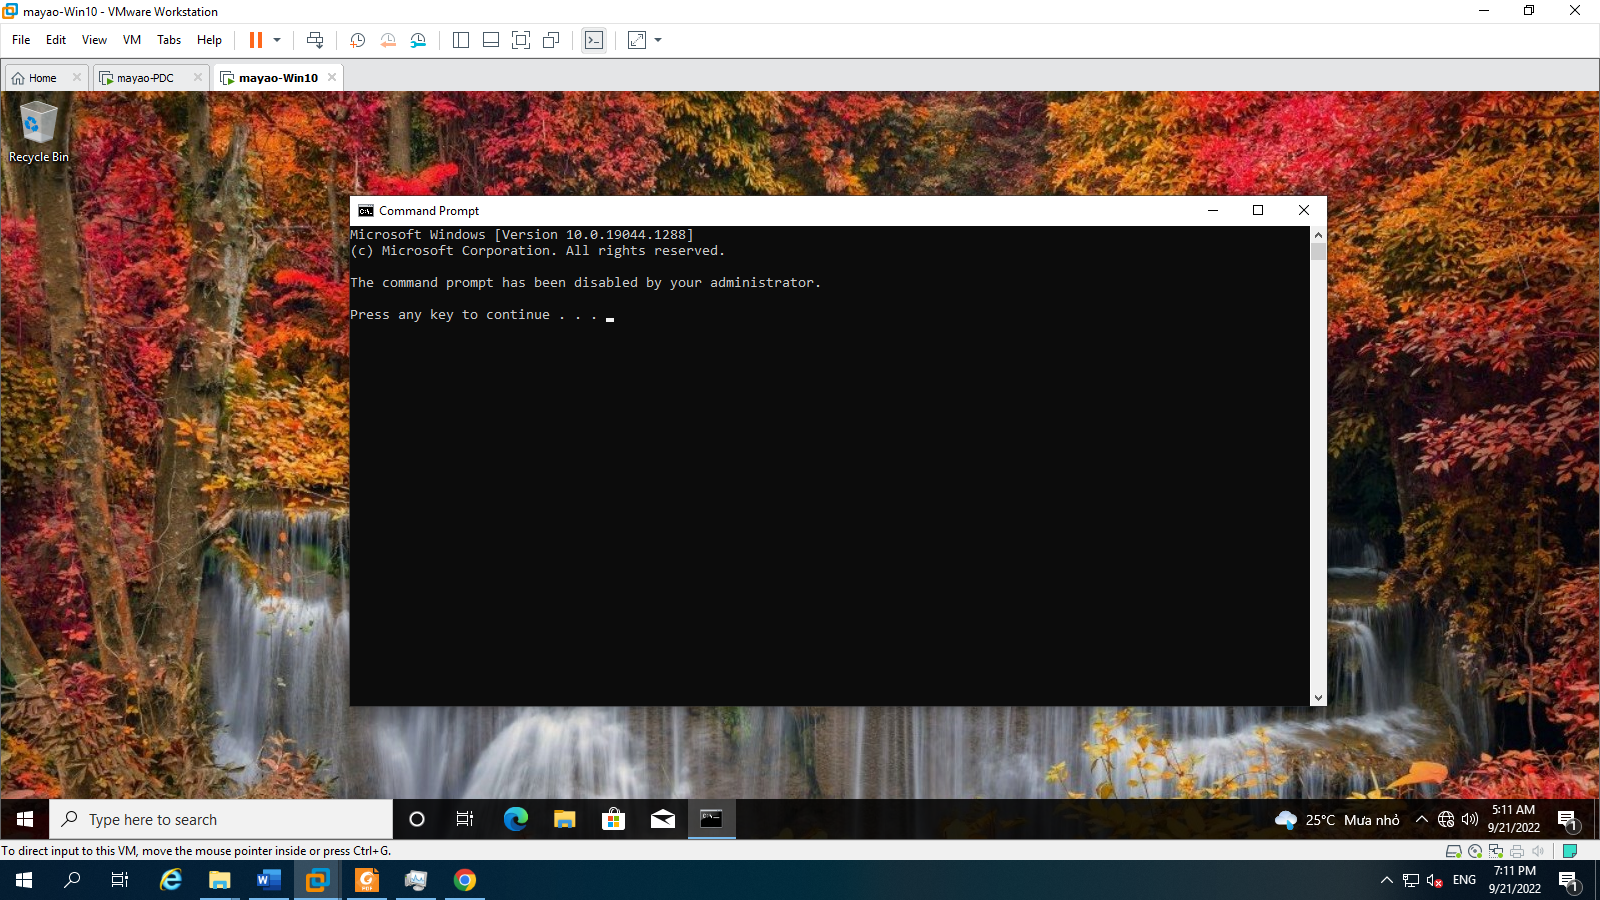 mayao-Win10 - VMware Workstation
File Edit View VM Tabs Help
Home mayao-PDC mayao-Win10
Recycle Bin
Command Prompt
Microsoft Windows [Version 10.0.19044.1288]
(c) Microsoft Corporation. All rights reserved.
The command prompt has been disabled by your administrator.
Press any key to continue . . .
Type here to search
25°C Mưa nhỏ
5:11 AM
9/21/2022
1
To direct input to this VM, move the mouse pointer inside or press Ctrl+G.
ENG
7:11 PM
9/21/2022
1